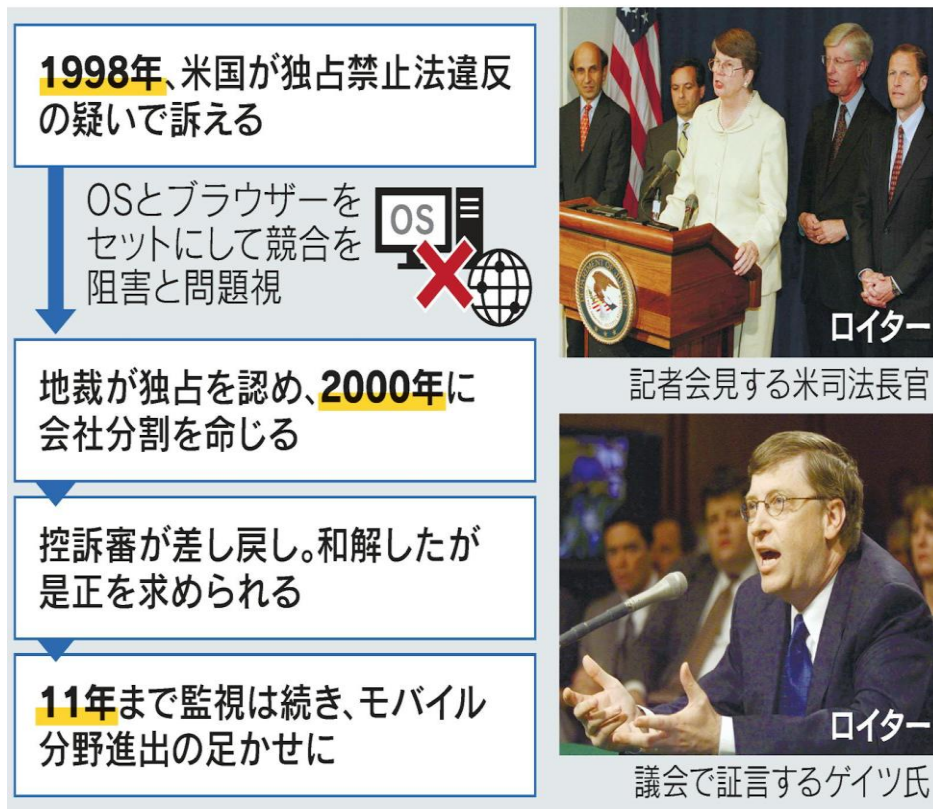 1998年、米国が独占禁止法違反
の疑いで訴える
OSとブラウザーを
セットにして競合を
阻害と問題視
OS
地裁が独占を認め、2000年に
会社分割を命じる
控訴審が差し戻し。和解したが
是正を求められる
11年まで監視は続き、モバイル
分野進出の足かせに
ロイター
記者会見する米司法長官
ロイター
議会で証言するゲイツ氏